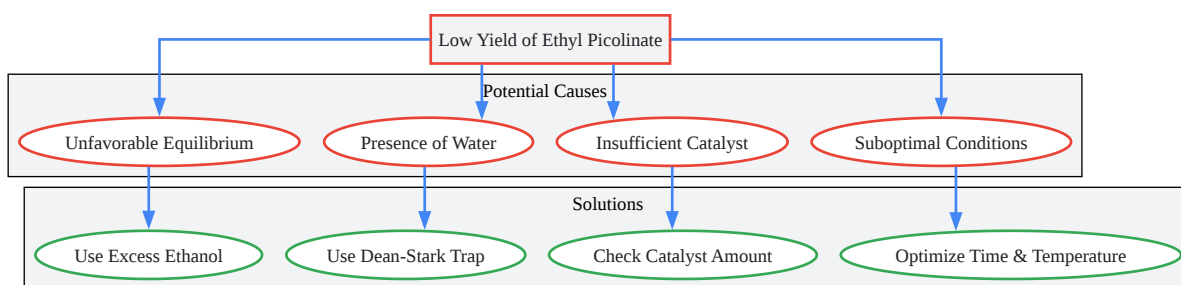 Low Yield of Ethyl Picolinate
Potential Causes
Unfavorable Equilibrium
Presence of Water
Insufficient Catalyst
Suboptimal Conditions
Solutions
Use Excess Ethanol
Use Dean-Stark Trap
Check Catalyst Amount
Optimize Time & Temperature